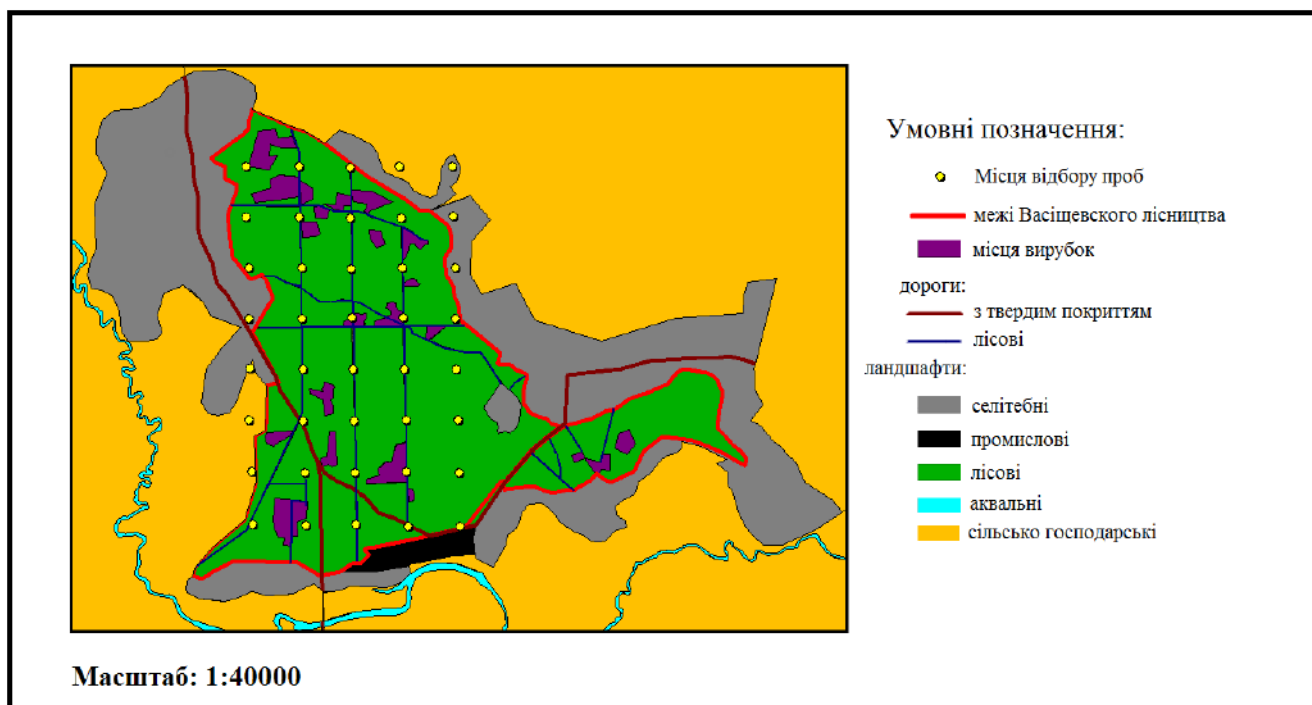 Умовні позначення:
Місця відбору проб
межі Васіщевского лісництва
місця вирубок
дороги:
з твердим покриттям
лісові
ландшафти:
селітебні
промислові
лісові
аквальні
сільсько господарські
Масштаб: 1:40000